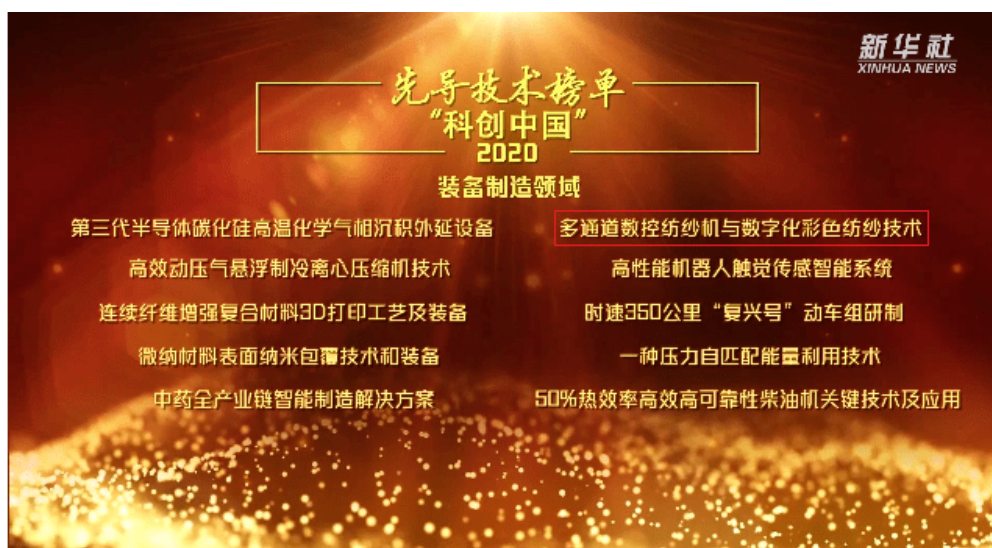 新华社
XINHUA NEWS
先导技术榜单
“科创中国”
2020
装备制造领域
第三代半导体碳化硅高温化学气相沉积外延设备
多通道数控纺纱机与数字化彩色纺纱技术
高效动压气悬浮制冷离心压缩机技术
高性能机器人触觉传感智能系统
连续纤维增强复合材料3D打印工艺及装备
时速350公里“复兴号”动车组研制
微纳材料表面纳米包覆技术和装备
一种压力自匹配能量利用技术
中药全产业链智能制造解决方案
50%热效率高效高可靠性柴油机关键技术及应用